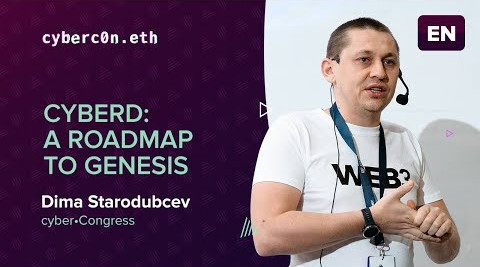 cyberc0n.eth
EN
CYBERD:
A ROADMAP
TO GENESIS
Dima Starodubcev
cyber•Congress
WEB3